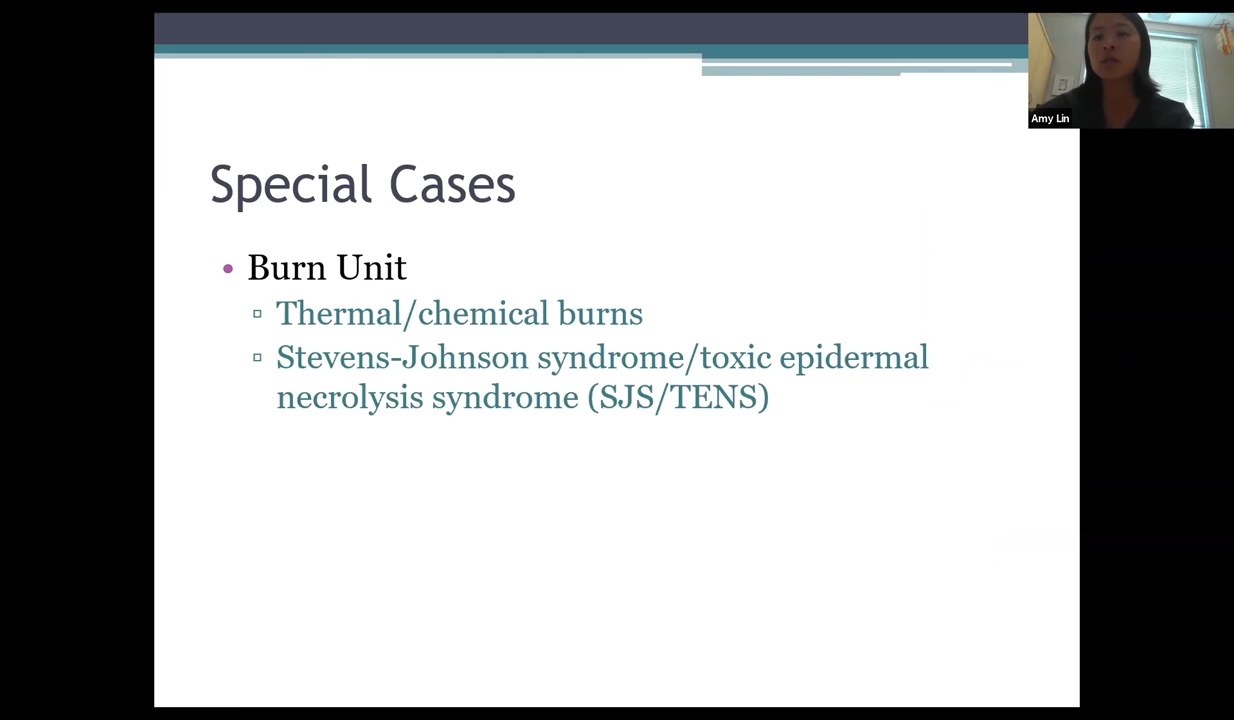 Amy Lin
Special Cases
• Burn Unit
▫ Thermal/chemical burns
▫ Stevens-Johnson syndrome/toxic epidermal
necrolysis syndrome (SJS/TENS)